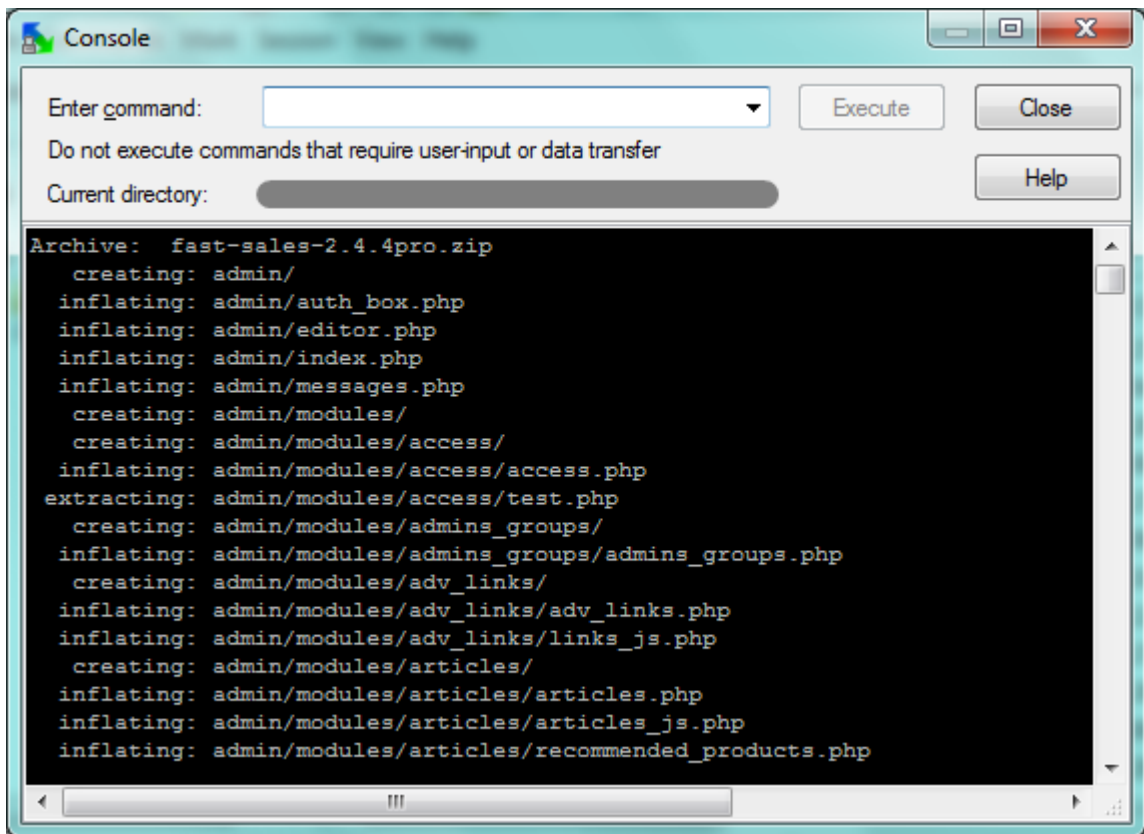 Console
Enter command:
Execute
Close
Do not execute commands that require user-input or data transfer
Help
Current directory:
Archive:  fast-sales-2.4.4pro.zip
   creating: admin/
  inflating: admin/auth_box.php
  inflating: admin/editor.php
  inflating: admin/index.php
  inflating: admin/messages.php
   creating: admin/modules/
   creating: admin/modules/access/
  inflating: admin/modules/access/access.php
 extracting: admin/modules/access/test.php
   creating: admin/modules/admins_groups/
  inflating: admin/modules/admins_groups/admins_groups.php
   creating: admin/modules/adv_links/
  inflating: admin/modules/adv_links/adv_links.php
  inflating: admin/modules/adv_links/links_js.php
   creating: admin/modules/articles/
  inflating: admin/modules/articles/articles.php
  inflating: admin/modules/articles/articles_js.php
  inflating: admin/modules/articles/recommended_products.php